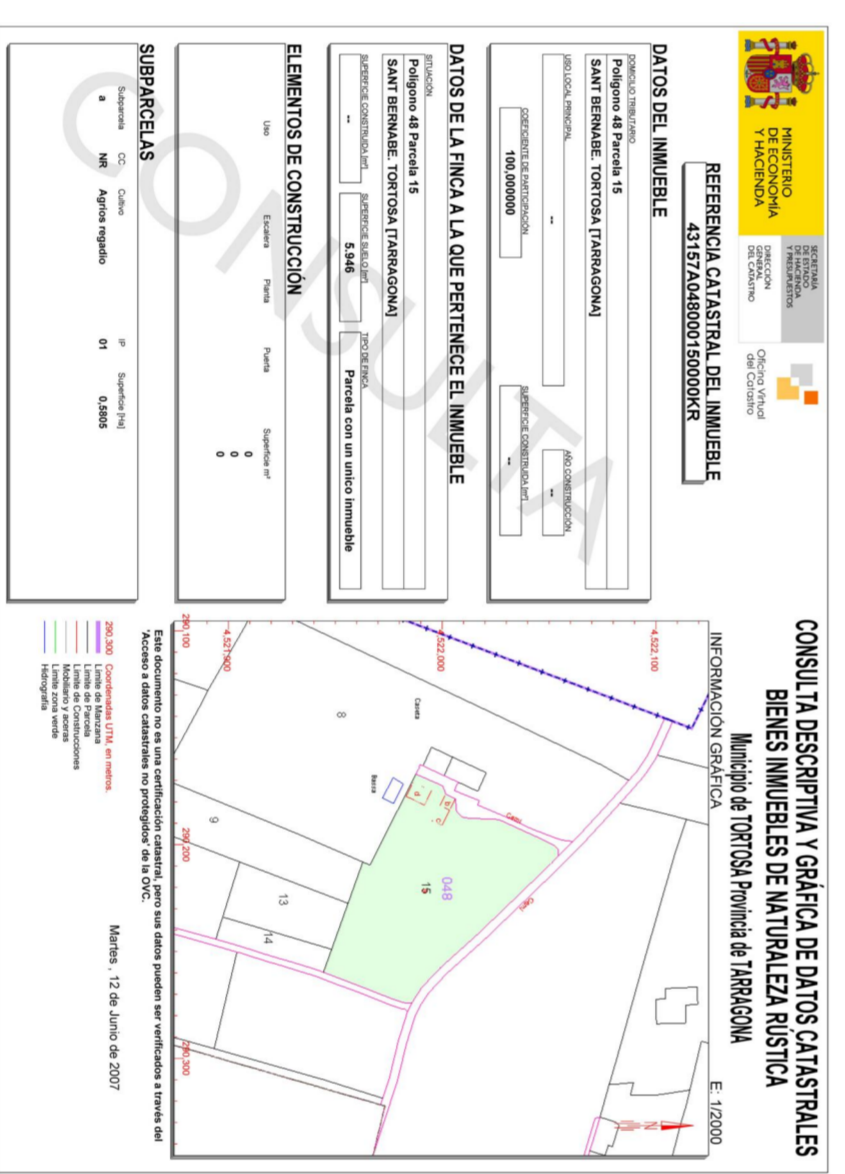 MINISTERIO
DE ECONOMÍA
Y HACIENDA
SECRETARÍA
DE ESTADO
DE HACIENDA
Y PRESUPUESTOS
DIRECCIÓN
GENERAL
DEL CATASTRO
Oficina Virtual
del Catastro
REFERENCIA CATASTRAL DEL INMUEBLE
43157A048000150000KR
DATOS DEL INMUEBLE
DOMICILIO TRIBUTARIO
Polígono 48 Parcela 15
SANT BERNABE. TORTOSA [TARRAGONA]
USO LOCAL PRINCIPAL
--
AÑO CONSTRUCCIÓN
--
COEFICIENTE DE PARTICIPACIÓN
100,000000
SUPERFICIE CONSTRUIDA [m²]
--
DATOS DE LA FINCA A LA QUE PERTENECE EL INMUEBLE
SITUACIÓN
Polígono 48 Parcela 15
SANT BERNABE. TORTOSA [TARRAGONA]
SUPERFICIE CONSTRUIDA [m²]
--
SUPERFICIE SUELO [m²]
5.946
TIPO DE FINCA
Parcela con un unico inmueble
ELEMENTOS DE CONSTRUCCIÓN
Uso Escalera Planta Puerta Superficie m²
0
0
0
SUBPARCELAS
Subparcela CC Cultivo IP Superficie [Ha]
a NR Agrios regadio 01 0,5805
CONSULTA
CONSULTA DESCRIPTIVA Y GRÁFICA DE DATOS CATASTRALES
BIENES INMUEBLES DE NATURALEZA RÚSTICA
Municipio de TORTOSA Provincia de TARRAGONA
INFORMACIÓN GRÁFICA E: 1/2000
4,522,100
4,522,000
4,521,900
290,100
290,200
290,300
N
048
15
8
9
13
14
Caseta
Bassa
a
b
c
Este documento no es una certificación catastral, pero sus datos pueden ser verificados a través del
'Acceso a datos catastrales no protegidos' de la OVC.
290,300 Coordenadas UTM, en metros.
Límite de Manzana
Límite de Parcela
Límite de Construcciones
Mobiliario y aceras
Límite zona verde
Hidrografía
Martes , 12 de Junio de 2007